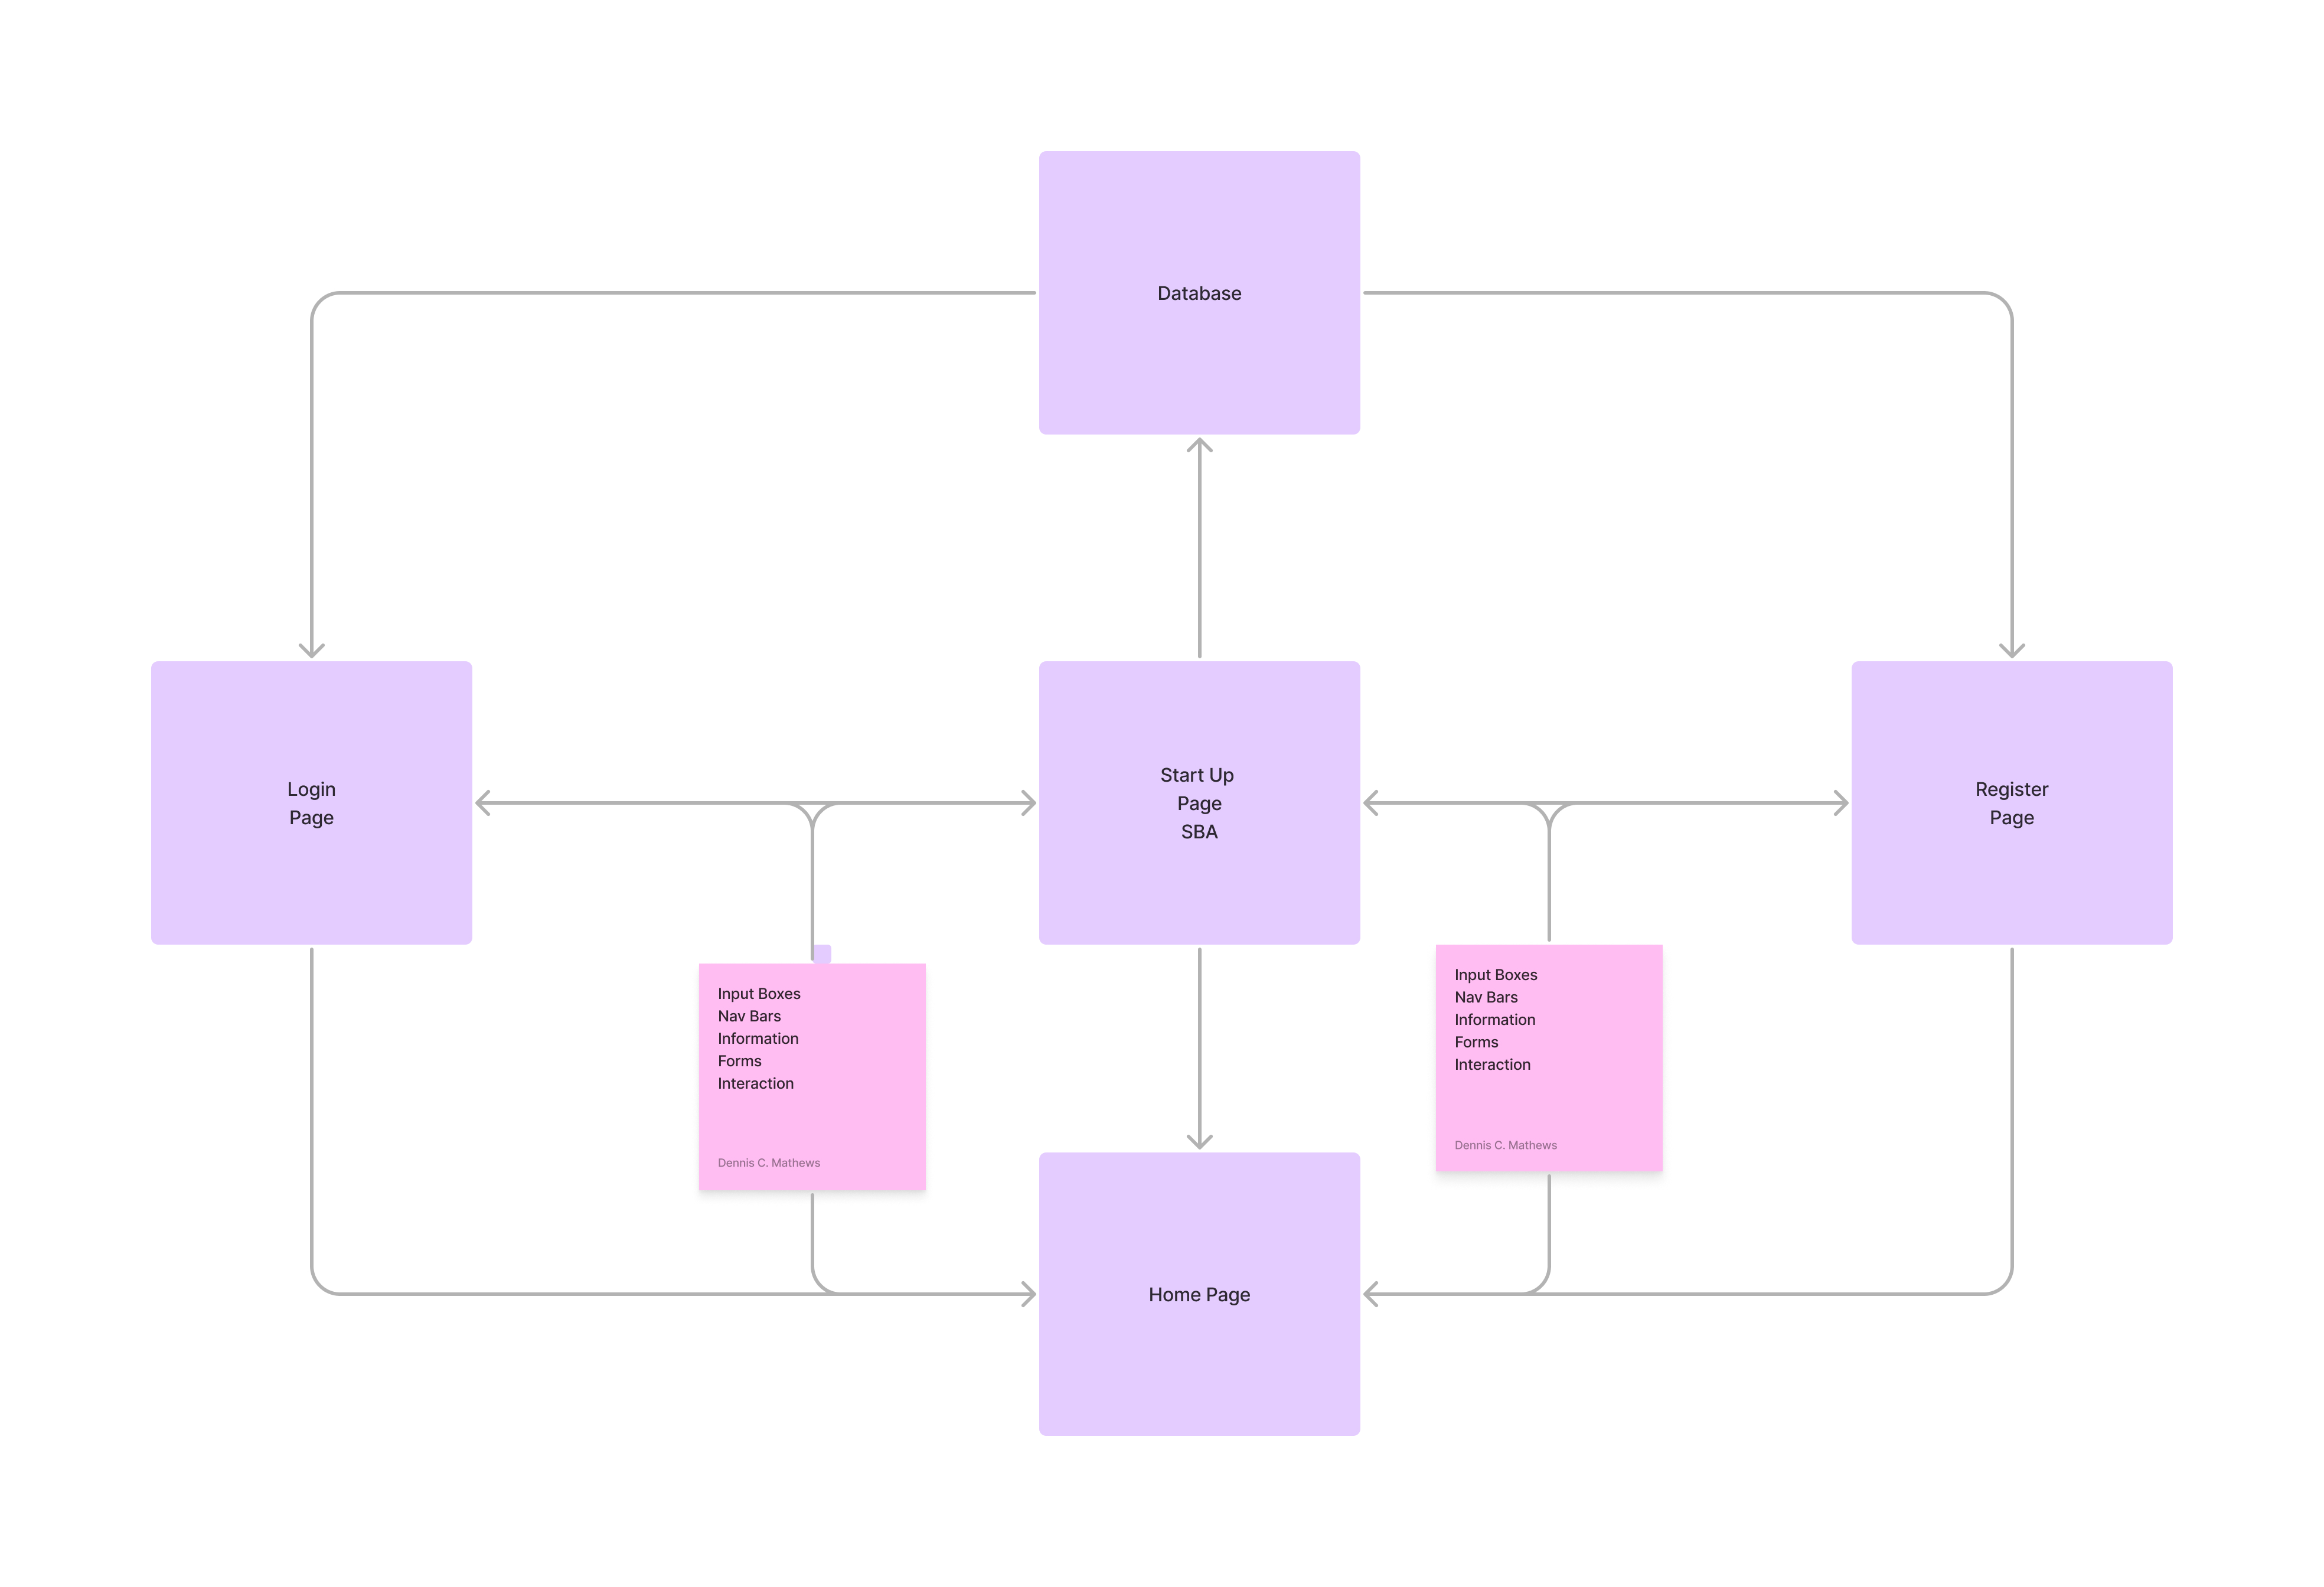 Database
Login
Page
Start Up
Page
SBA
Register
Page
Input Boxes
Nav Bars
Information
Forms
Interaction
Dennis C. Mathews
Input Boxes
Nav Bars
Information
Forms
Interaction
Dennis C. Mathews
Home Page